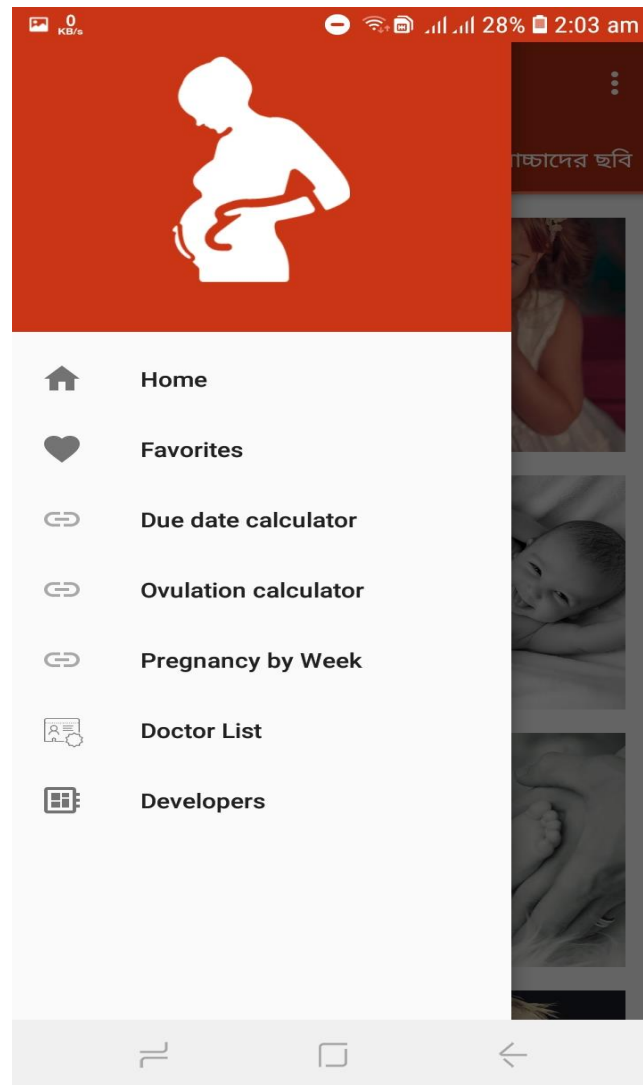 0
KB/s
28% 2:03 am
ছবি
Home
Favorites
Due date calculator
Ovulation calculator
Pregnancy by Week
Doctor List
Developers